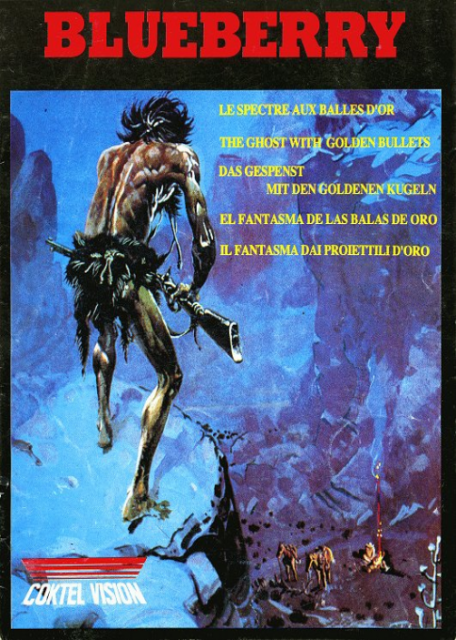 BLUEBERRY
LE SPECTRE AUX BALLES D'OR
THE GHOST WITH GOLDEN BULLETS
DAS GESPENST
MIT DEN GOLDENEN KUGELN
EL FANTASMA DE LAS BALAS DE ORO
IL FANTASMA DAI PROIETTILI D'ORO
COKTEL VISION